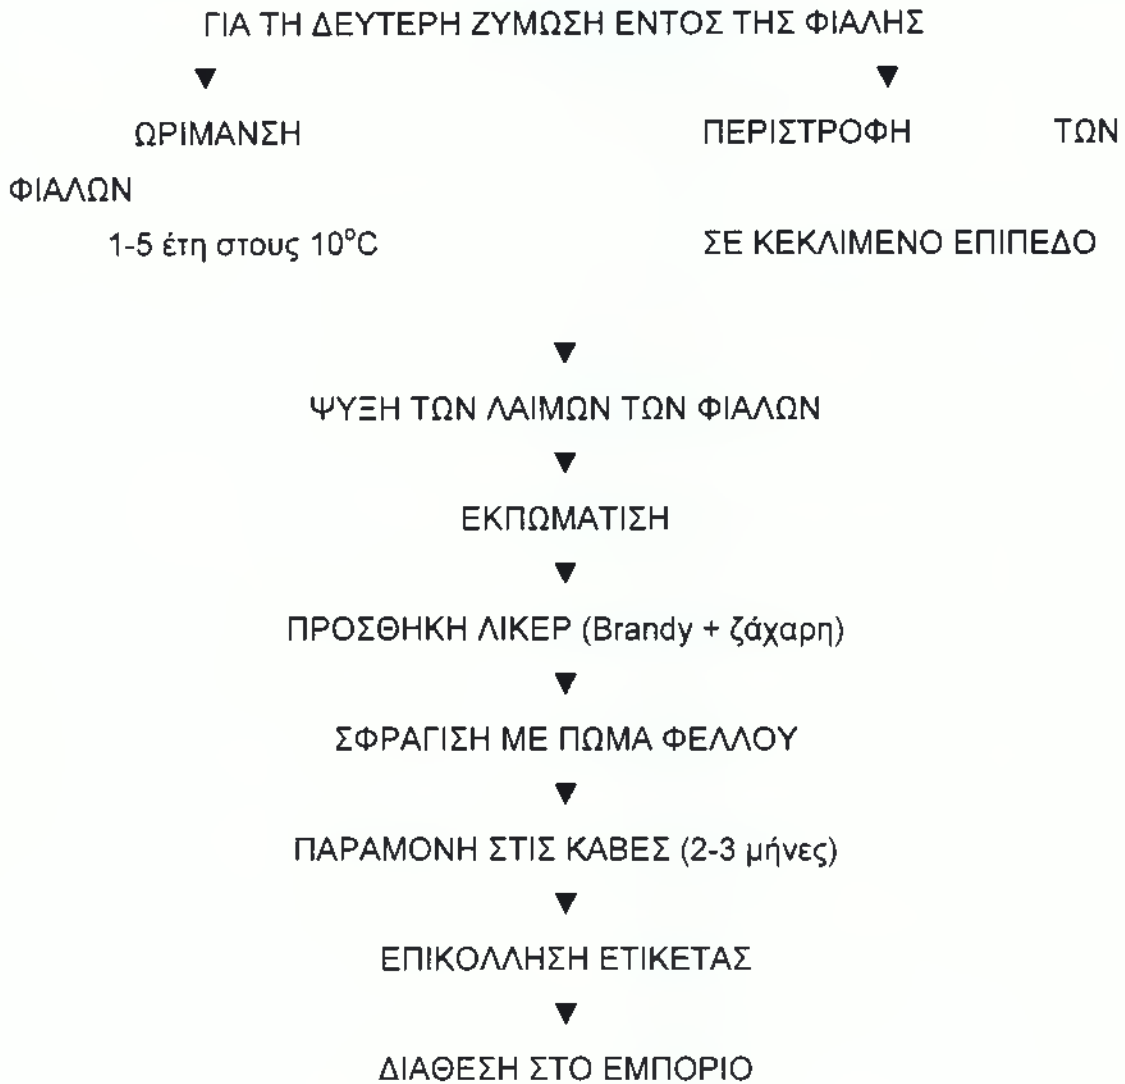 ΓΙΑ ΤΗ ΔΕΥΤΕΡΗ ΖΥΜΩΣΗ ΕΝΤΟΣ ΤΗΣ ΦΙΑΛΗΣ
▼ ▼
ΩΡΙΜΑΝΣΗ ΠΕΡΙΣΤΡΟΦΗ ΤΩΝ
ΦΙΑΛΩΝ
1-5 έτη στους 10°C ΣΕ ΚΕΚΛΙΜΕΝΟ ΕΠΙΠΕΔΟ
▼
ΨΥΞΗ ΤΩΝ ΛΑΙΜΩΝ ΤΩΝ ΦΙΑΛΩΝ
▼
ΕΚΠΩΜΑΤΙΣΗ
▼
ΠΡΟΣΘΗΚΗ ΛΙΚΕΡ (Brandy + ζάχαρη)
▼
ΣΦΡΑΓΙΣΗ ΜΕ ΠΩΜΑ ΦΕΛΛΟΥ
▼
ΠΑΡΑΜΟΝΗ ΣΤΙΣ ΚΑΒΕΣ (2-3 μήνες)
▼
ΕΠΙΚΟΛΛΗΣΗ ΕΤΙΚΕΤΑΣ
▼
ΔΙΑΘΕΣΗ ΣΤΟ ΕΜΠΟΡΙΟ